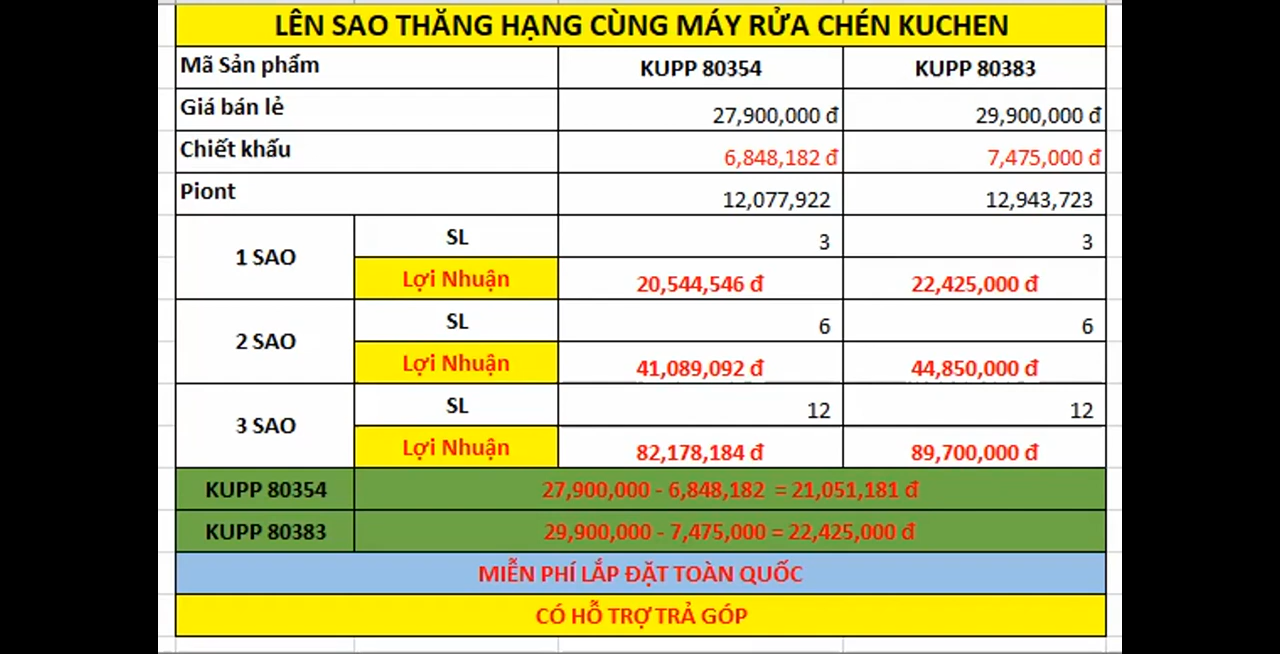 LÊN SAO THĂNG HẠNG CÙNG MÁY RỬA CHÉN KUCHEN
Mã Sản phẩm KUPP 80354 KUPP 80383
Giá bán lẻ 27,900,000 đ 29,900,000 đ
Chiết khấu 6,848,182 đ 7,475,000 đ
Piont 12,077,922 12,943,723
1 SAO SL 3 3
Lợi Nhuận 20,544,546 đ 22,425,000 đ
2 SAO SL 6 6
Lợi Nhuận 41,089,092 đ 44,850,000 đ
3 SAO SL 12 12
Lợi Nhuận 82,178,184 đ 89,700,000 đ
KUPP 80354 27,900,000 - 6,848,182 = 21,051,181 đ
KUPP 80383 29,900,000 - 7,475,000 = 22,425,000 đ
MIỄN PHÍ LẮP ĐẶT TOÀN QUỐC
CÓ HỖ TRỢ TRẢ GÓP